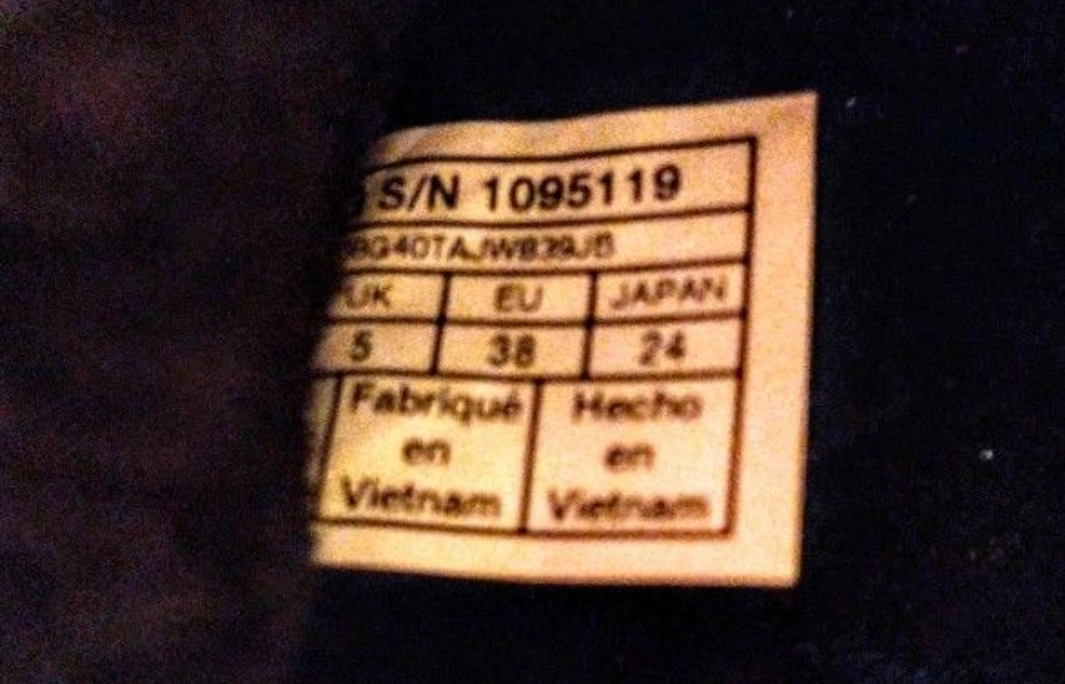 S/N 1095119
UK EU JAPAN
5 38 24
Fabriqué Hecho
en en
Vietnam Vietnam